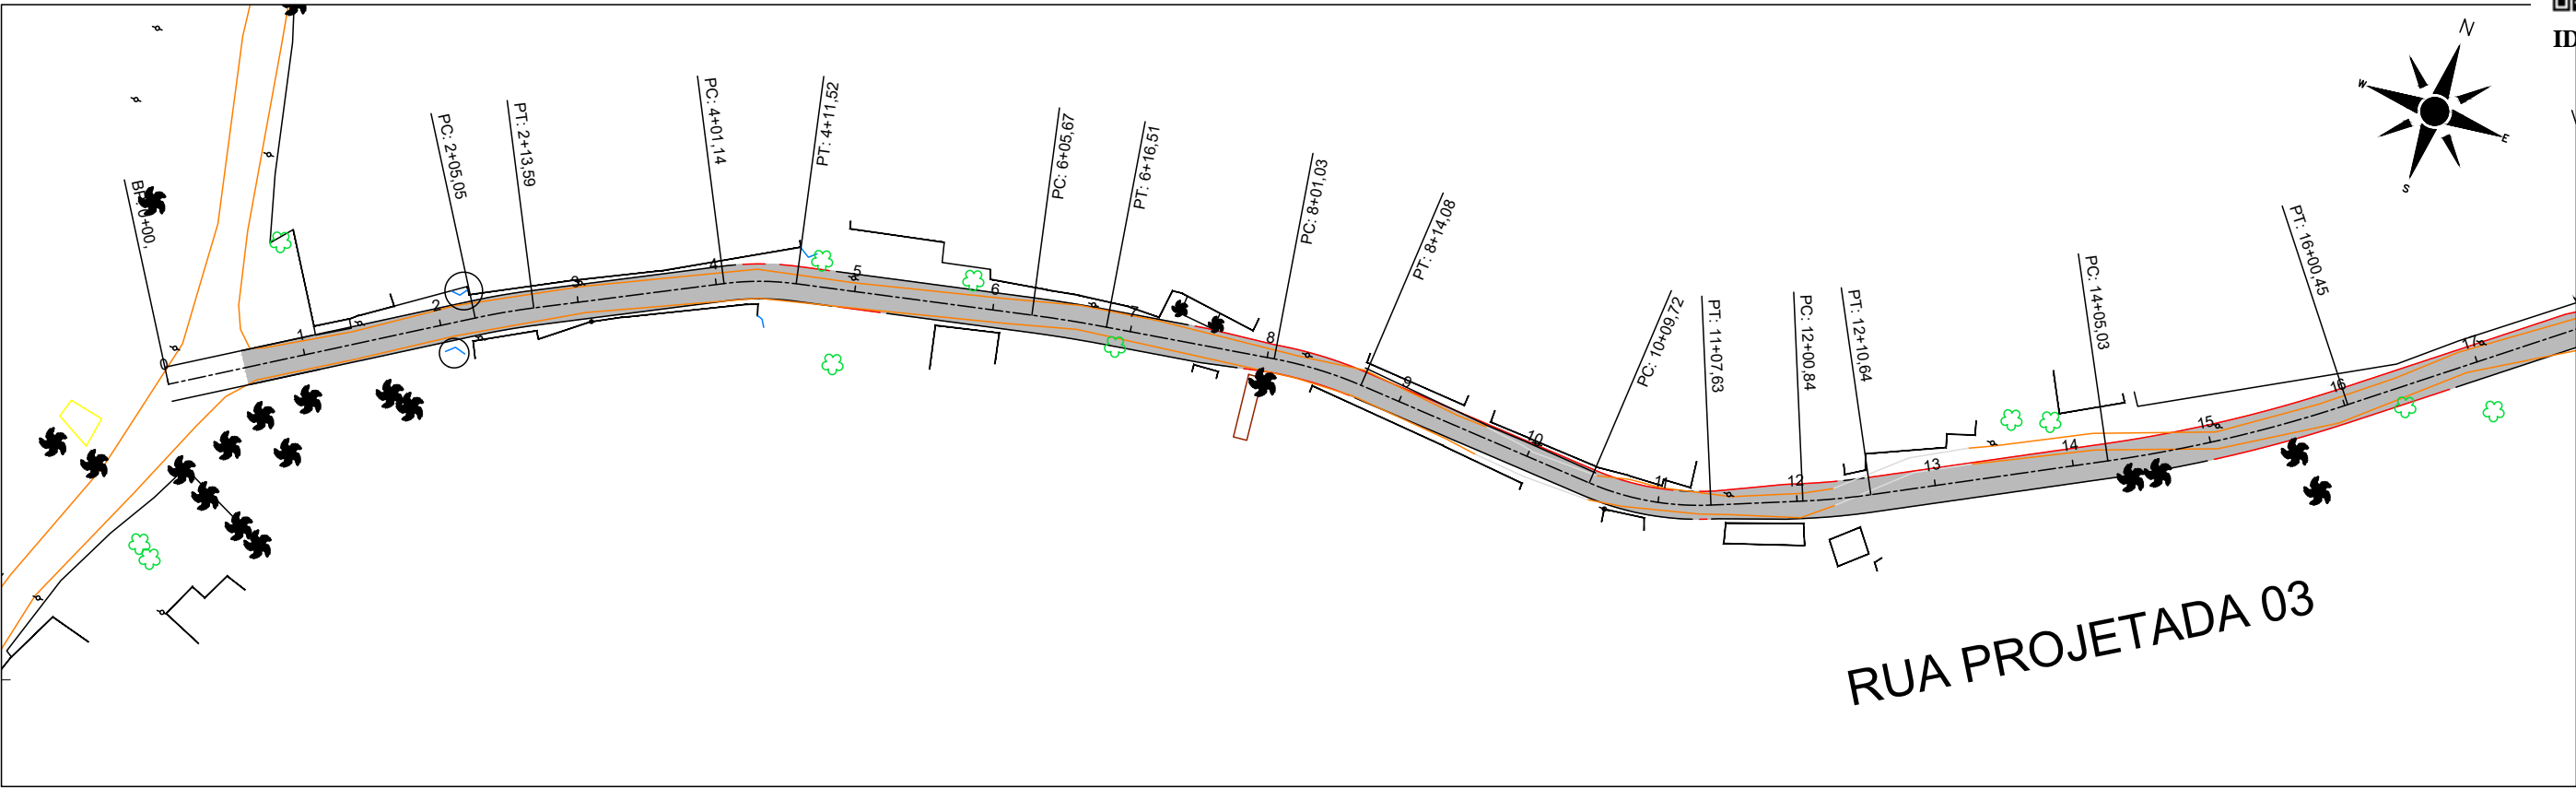 ID
N
W
E
S
BP: 0+00,
PC: 2+05,05
PT: 2+13,59
PC: 4+01,14
PT: 4+11,52
PC: 6+05,67
PT: 6+16,51
PC: 8+01,03
PT: 8+14,08
PC: 10+09,72
PT: 11+07,63
PC: 12+00,84
PT: 12+10,64
PC: 14+05,03
PT: 16+00,45
0
1
2
3
4
5
6
7
8
9
10
11
12
13
14
15
16
17
RUA PROJETADA 03